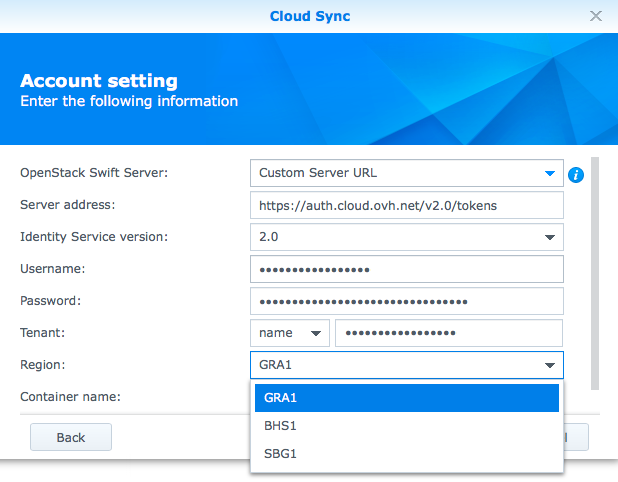 Cloud Sync
Account setting
Enter the following information
OpenStack Swift Server: Custom Server URL
Server address: https://auth.cloud.ovh.net/v2.0/tokens
Identity Service version: 2.0
Username: •••••••••••••••••
Password: •••••••••••••••••••••••••••••••
Tenant: name •••••••••••••••••
Region: GRA1
Container name:
GRA1
BHS1
SBG1
Back